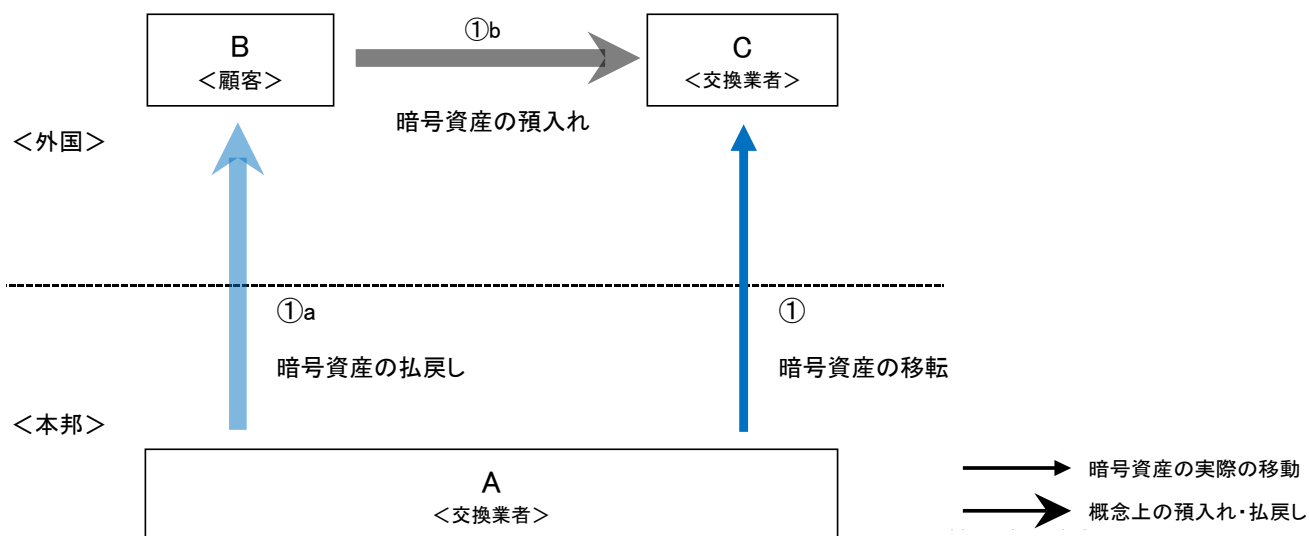 B
＜顧客＞
①b
C
＜交換業者＞
暗号資産の預入れ
＜外国＞
①a
①
暗号資産の払戻し
暗号資産の移転
＜本邦＞
A
＜交換業者＞
暗号資産の実際の移動
概念上の預入れ・払戻し